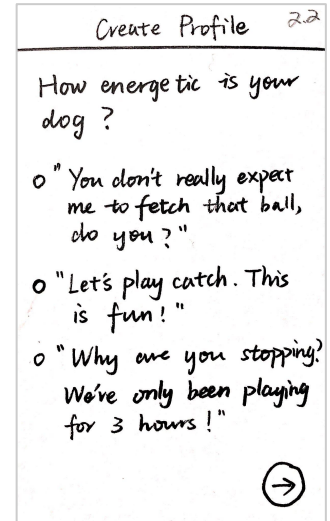 Create Profile 2.2
How energetic is your
dog ?
"You don't really expect
me to fetch that ball,
do you ?"
"Let's play catch. This
is fun ! "
"Why are you stopping?
We've only been playing
for 3 hours ! "